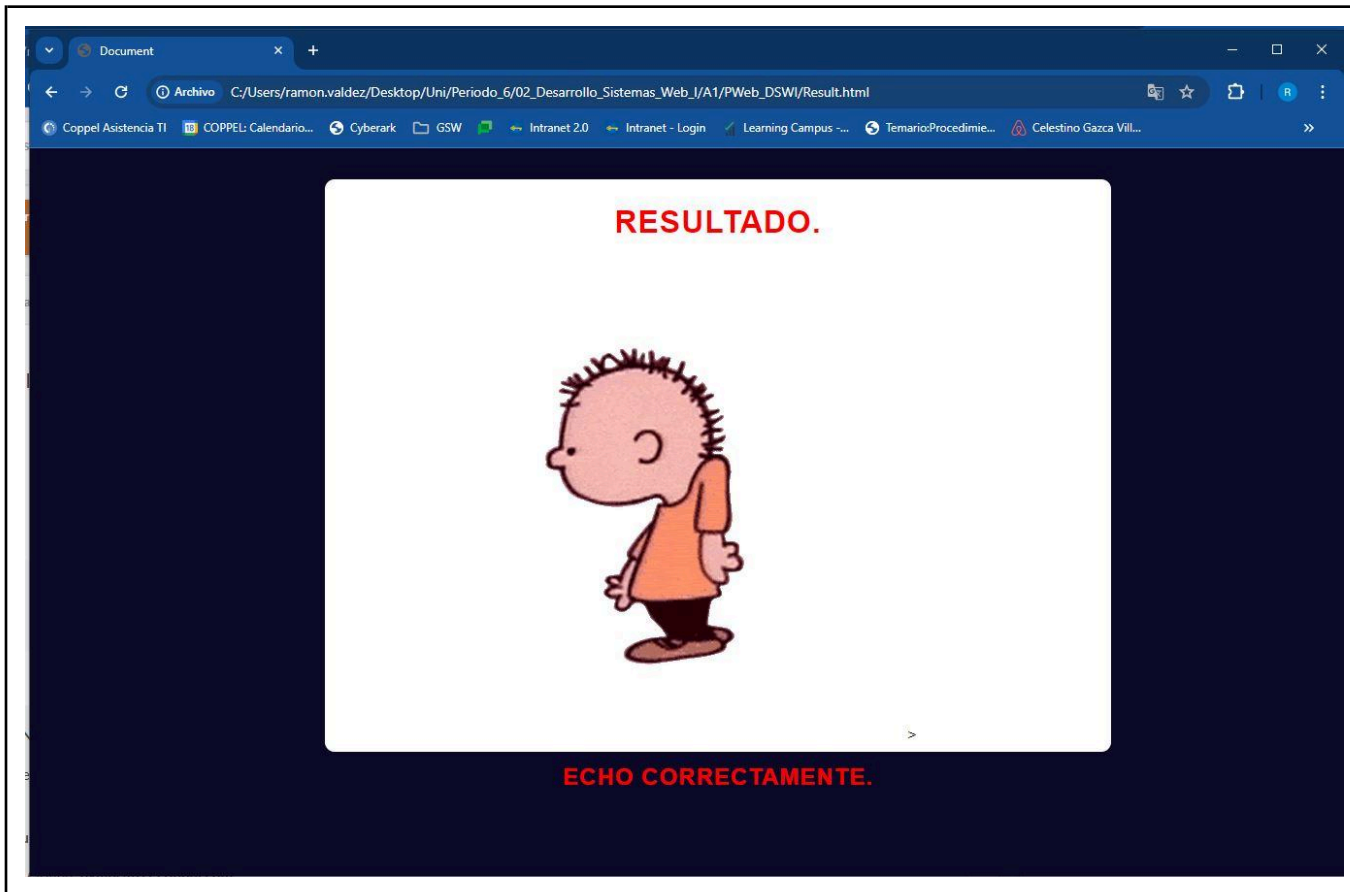 Document
Archivo C:/Users/ramon.valdez/Desktop/Uni/Periodo_6/02_Desarrollo_Sistemas_Web_I/A1/PWeb_DSWI/Result.html R
Coppel Asistencia TI 18 COPPEL: Calendario... Cyberark GSW Intranet 2.0 Intranet - Login Learning Campus -... Temario:Procedimie... Celestino Gazca Vill... »
RESULTADO.
>
ECHO CORRECTAMENTE.